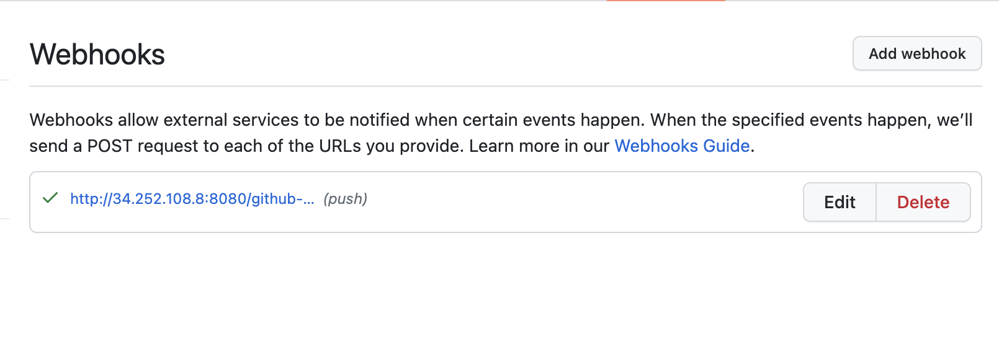 Webhooks
Add webhook
Webhooks allow external services to be notified when certain events happen. When the specified events happen, we’ll
send a POST request to each of the URLs you provide. Learn more in our Webhooks Guide.
http://34.252.108.8:8080/github-... (push)
Edit
Delete